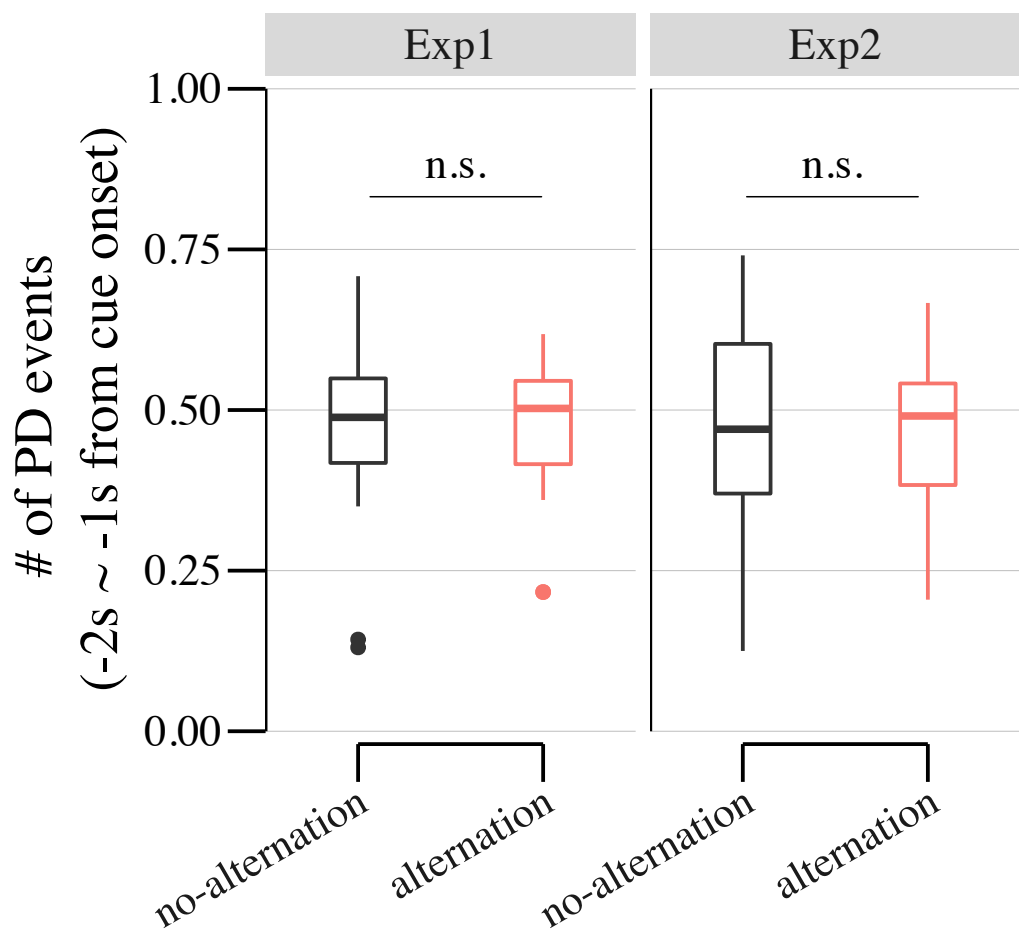 Exp1
Exp2
# of PD events
(-2s ~ -1s from cue onset)
1.00
0.75
0.50
0.25
0.00
n.s.
n.s.
no-alternation
alternation
no-alternation
alternation